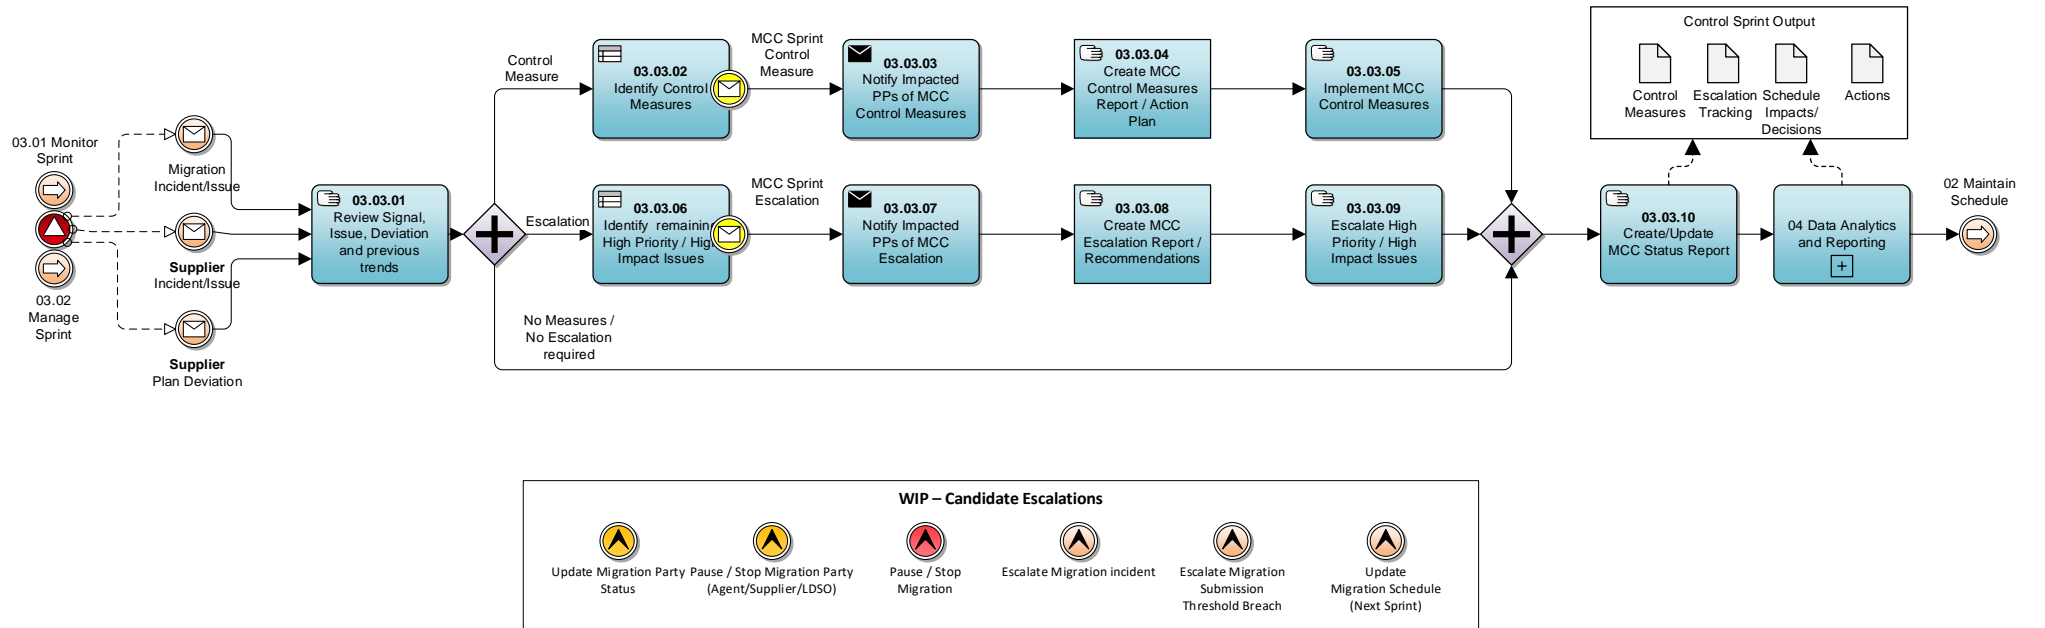 03.01 Monitor
Sprint
03.02
Manage
Sprint
Migration
Incident/Issue
Supplier
Incident/Issue
Supplier
Plan Deviation
03.03.01
Review Signal,
Issue, Deviation
and previous
trends
Control
Measure
Escalation
No Measures /
No Escalation
required
03.03.02
Identify Control
Measures
MCC Sprint
Control
Measure
03.03.03
Notify Impacted
PPs of MCC
Control Measures
03.03.04
Create MCC
Control Measures
Report / Action
Plan
03.03.05
Implement MCC
Control Measures
03.03.06
Identify remaining
High Priority / High
Impact Issues
MCC Sprint
Escalation
03.03.07
Notify Impacted
PPs of MCC
Escalation
03.03.08
Create MCC
Escalation Report /
Recommendations
03.03.09
Escalate High
Priority / High
Impact Issues
Control Sprint Output
Control
Measures
Escalation
Tracking
Schedule
Impacts/
Decisions
Actions
03.03.10
Create/Update
MCC Status Report
04 Data Analytics
and Reporting
02 Maintain
Schedule
WIP – Candidate Escalations
Update Migration Party
Status
Pause / Stop Migration Party
(Agent/Supplier/LDSO)
Pause / Stop
Migration
Escalate Migration incident
Escalate Migration
Submission
Threshold Breach
Update
Migration Schedule
(Next Sprint)